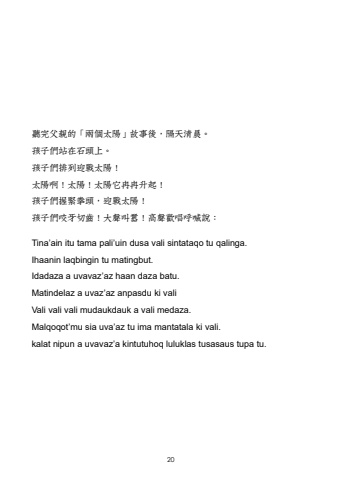 聽完父親的「兩個太陽」故事後，隔天清晨。
孩子們站在石頭上。
孩子們排列迎戰太陽！
太陽啊！太陽！太陽它冉冉升起！
孩子們握緊拳頭，迎戰太陽！
孩子們咬牙切齒！大聲叫囂！高聲歡唱呼喊說：
Tina'ain itu tama pali'uin dusa vali sintataqo tu qalinga.
Ihaanin laqbingin tu matingbut.
Idadaza a uvavaz'az haan daza batu.
Matindelaz a uvaz'az anpasdu ki vali
Vali vali vali mudaukdauk a vali medaza.
Malqoqot'mu sia uva'az tu ima mantatala ki vali.
kalat nipun a uvavaz'a kintutuhoq luluklas tusasaus tupa tu.
20